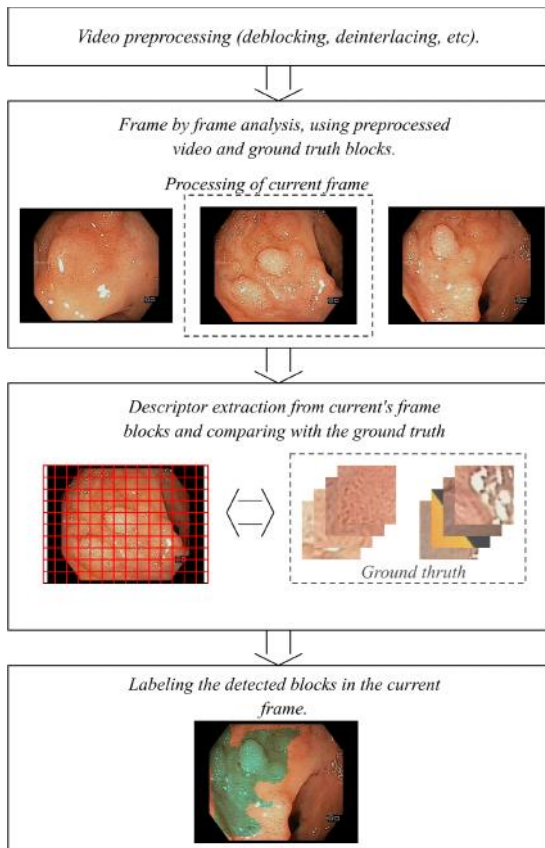 Video preprocessing (deblocking, deinterlacing, etc).
Frame by frame analysis, using preprocessed
video and ground truth blocks.
Processing of current frame
Descriptor extraction from current's frame
blocks and comparing with the ground truth
Ground thruth
Labeling the detected blocks in the current
frame.